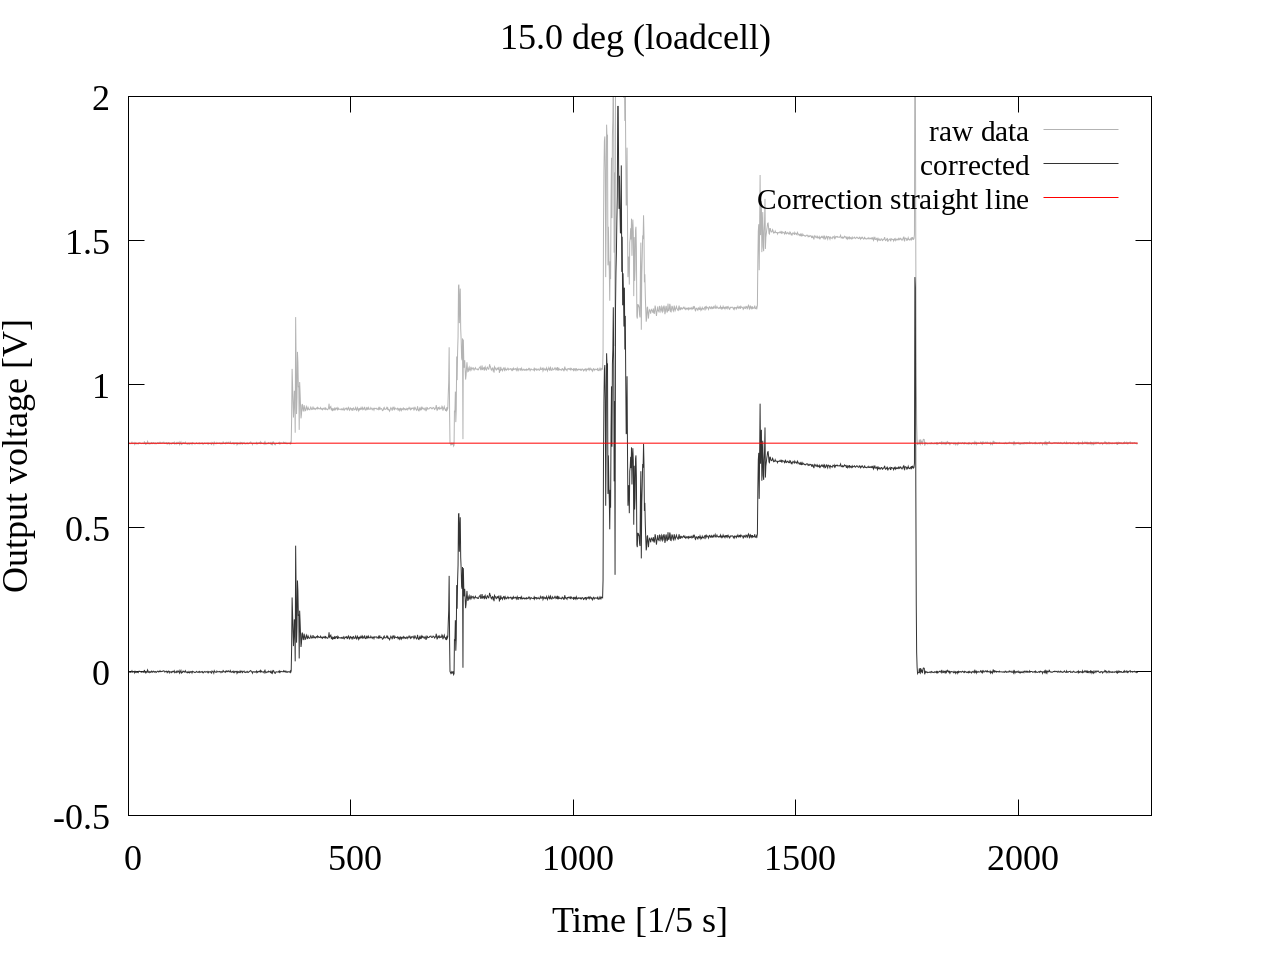 15.0 deg (loadcell)
2
1.5
1
0.5
0
-0.5
Output voltage [V]
raw data
corrected
Correction straight line
0 500 1000 1500 2000
Time [1/5 s]